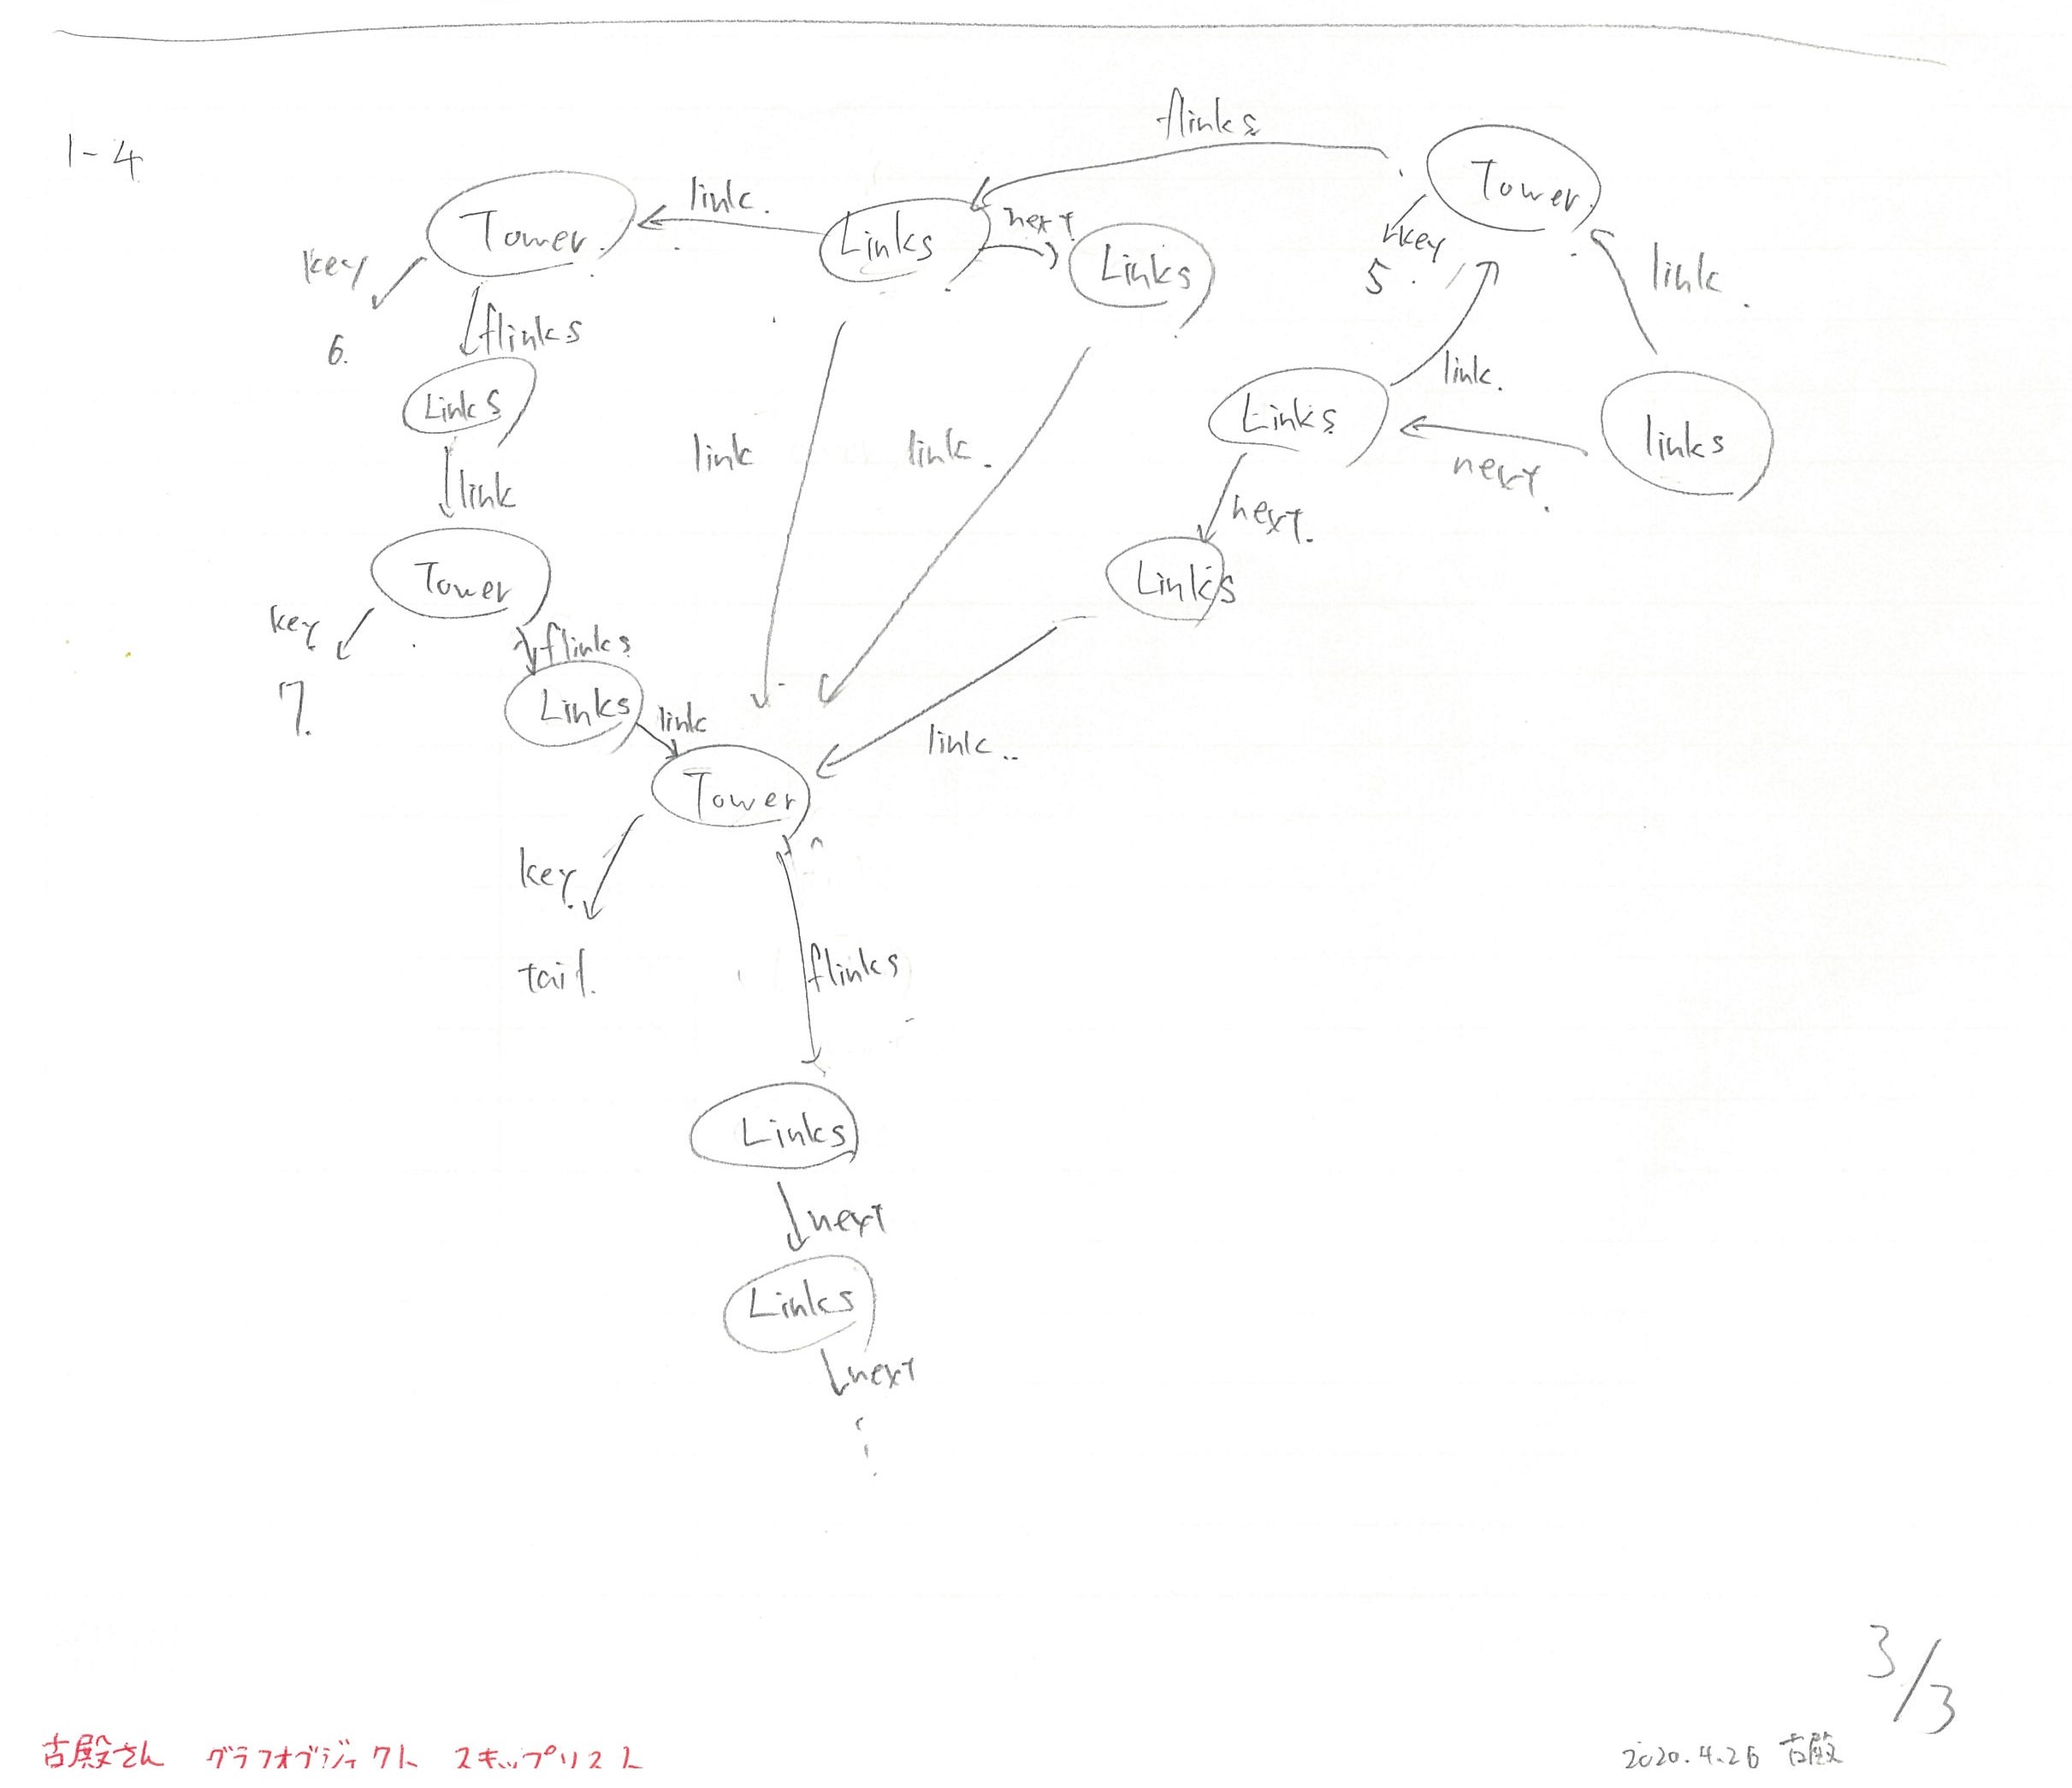 1-4
flinks
Tower
link.
Tower.
Links
next
Links
key
5.
link.
key
6.
flinks
Links
link
Tower
key
7.
flinks
Links
link
link
link.
Links
link.
links
next.
next.
Links
link..
Tower
key
tail.
flinks
Links
next
Links
next
3/3
古殿さん グラフオブジェクト スキップリスト
2020.4.26 古殿